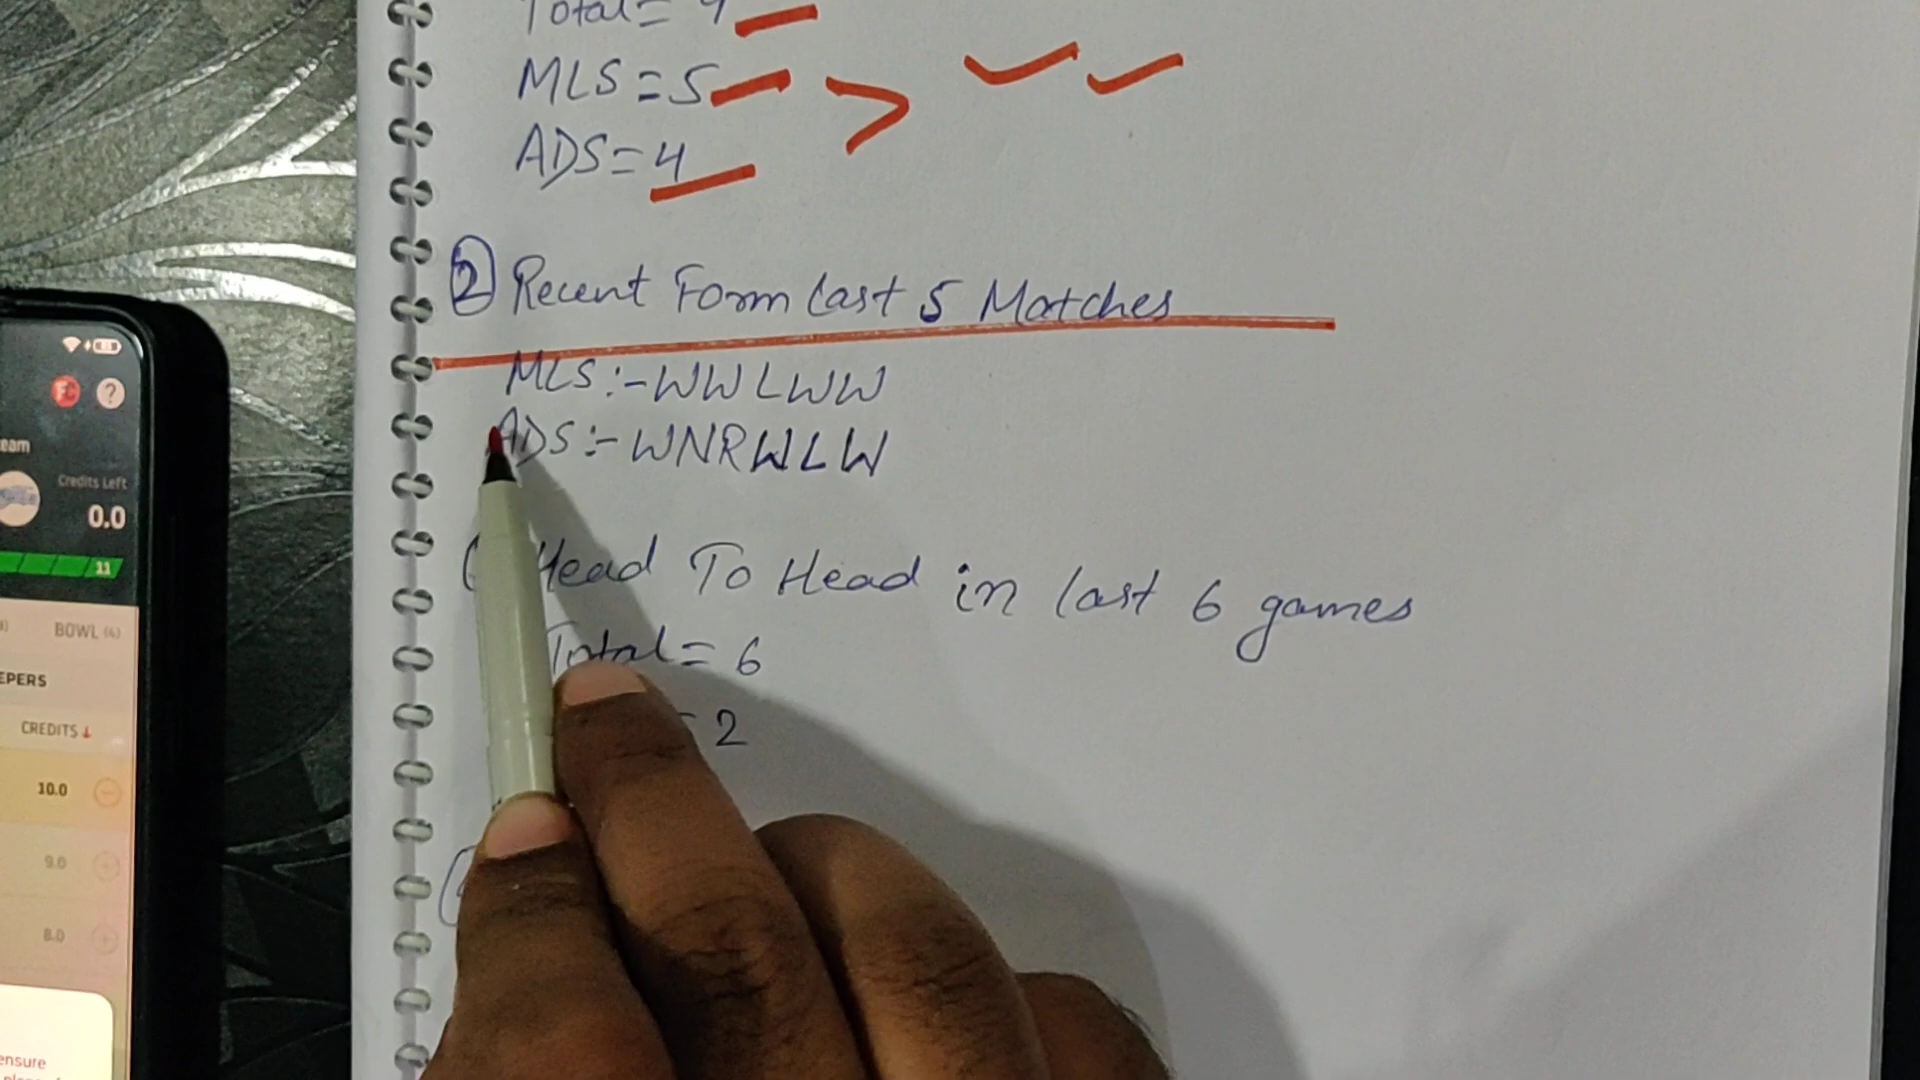 Total = 9
MLS = 5
ADS = 4
2 Recent Form last 5 Matches
MLS :- WWLWW
ADS :- WNRWLW
Head To Head in last 6 games
Total = 6
= 2
eam
Credits Left
0.0
11
BOWL (4)
EPERS
CREDITS ↓
10.0
9.0
8.0
ensure